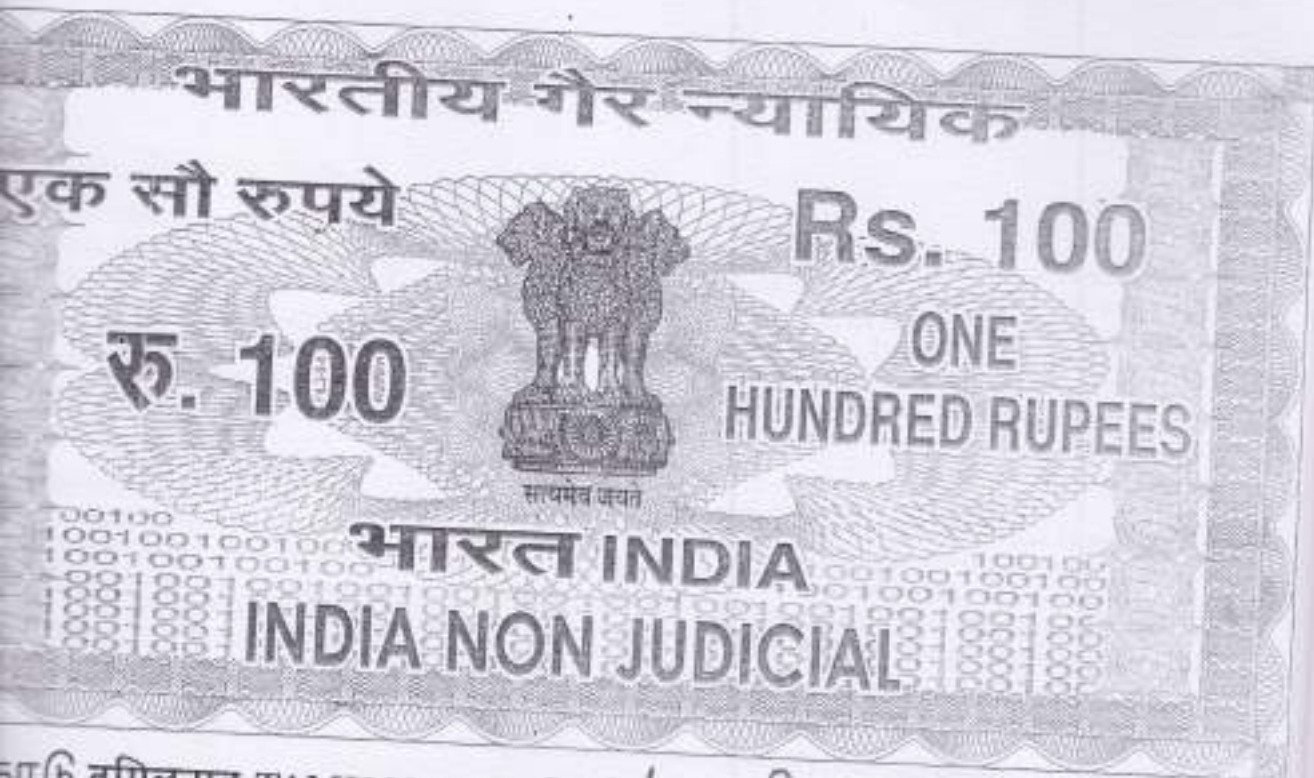 भारतीय गैर न्यायिक
एक सौ रुपये
Rs. 100
रु. 100
ONE
HUNDRED RUPEES
सत्यमेव जयते
भारत INDIA
INDIA NON JUDICIAL